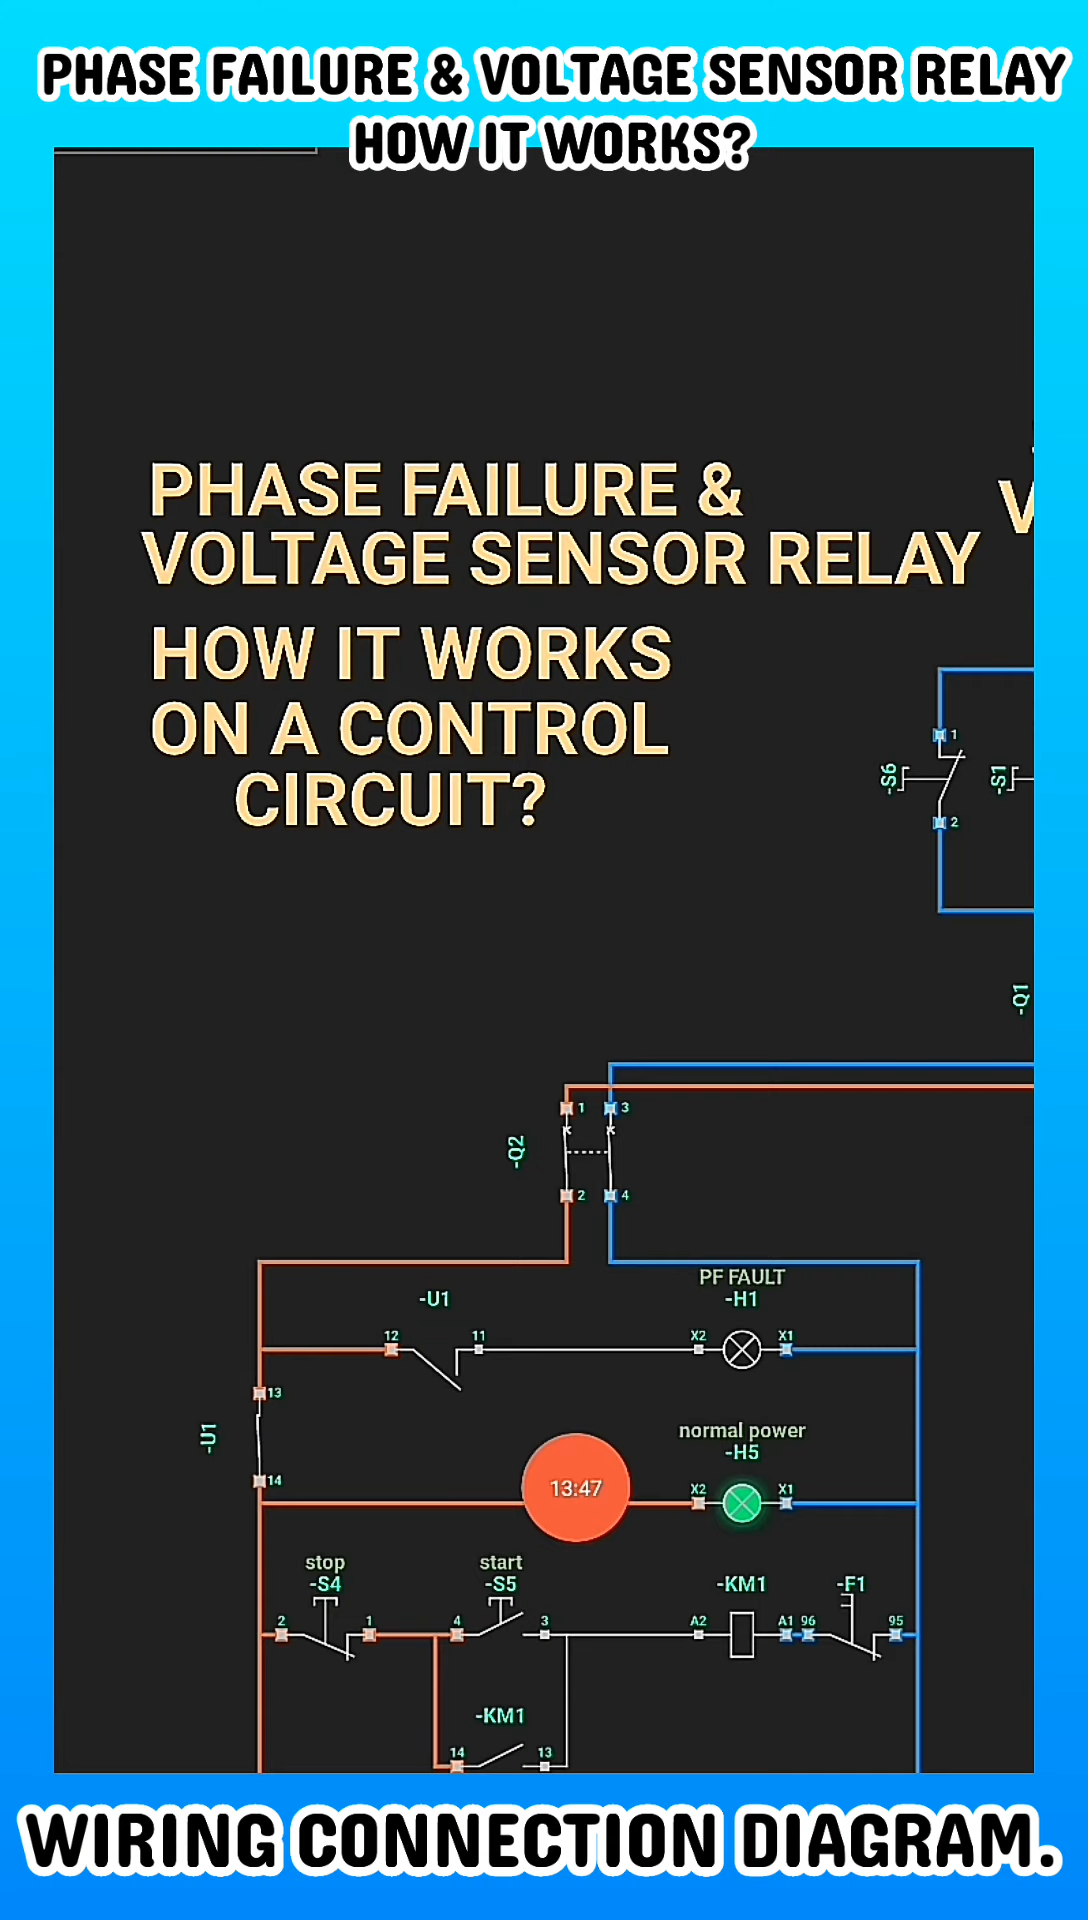 PHASE FAILURE & VOLTAGE SENSOR RELAY
HOW IT WORKS?
PHASE FAILURE &
VOLTAGE SENSOR RELAY
V
HOW IT WORKS
ON A CONTROL
CIRCUIT?
1
-S6
-S1
2
-Q1
1
3
-Q2
2
4
PF FAULT
-U1
-H1
12
11
X2
X1
13
-U1
14
normal power
-H5
13:47
X2
X1
stop
start
-S4
-S5
-KM1
-F1
2
1
4
3
A2
A1
96
95
-KM1
14
13
WIRING CONNECTION DIAGRAM.